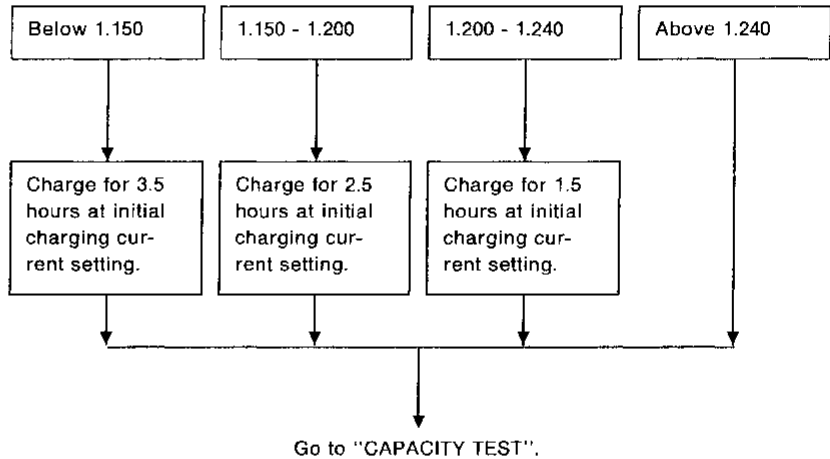 Below 1.150
1.150 - 1.200
1.200 - 1.240
Above 1.240
Charge for 3.5
hours at initial
charging cur-
rent setting.
Charge for 2.5
hours at initial
charging cur-
rent setting.
Charge for 1.5
hours at initial
charging cur-
rent setting.
Go to "CAPACITY TEST".